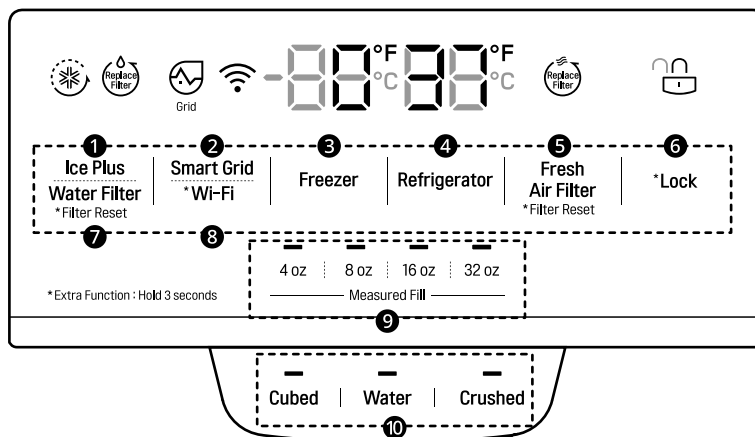 Replace Filter
Grid
0 °F °C 37 °F °C
Replace Filter
1 2 3 4 5 6
Ice Plus
Water Filter
*Filter Reset
Smart Grid
*Wi-Fi
Freezer
Refrigerator
Fresh
Air Filter
*Filter Reset
*Lock
7 8
4 oz 8 oz 16 oz 32 oz
*Extra Function : Hold 3 seconds
Measured Fill
9
Cubed Water Crushed
10